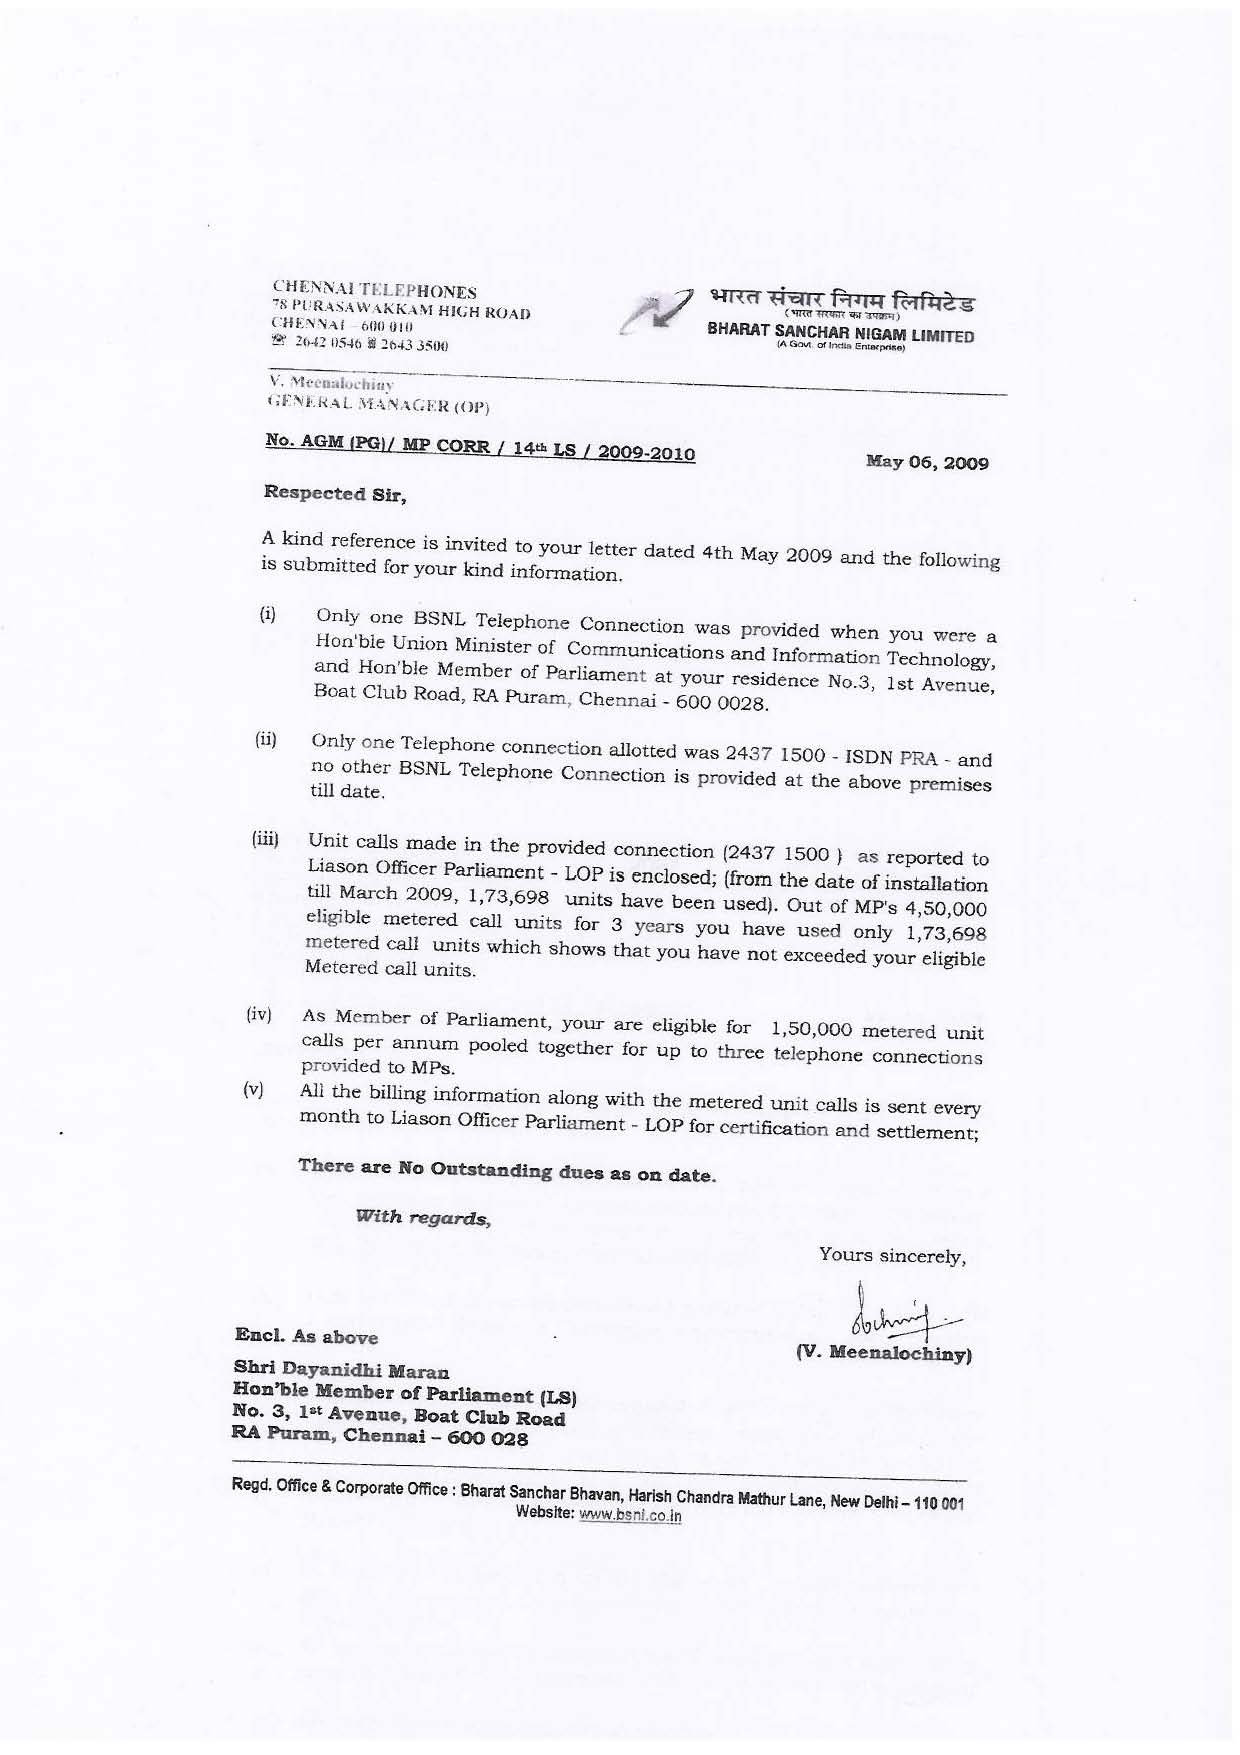 CHENNAI TELEPHONES
78 PURASAWAKKAM HIGH ROAD
CHENNAI - 600 010
☎ 2642 0546 📠 2643 3500
भारत संचार निगम लिमिटेड
(भारत सरकार का उपक्रम)
BHARAT SANCHAR NIGAM LIMITED
(A Govt. of India Enterprise)
V. Meenalochiny
GENERAL MANAGER (OP)
No. AGM (PG)/ MP CORR / 14th LS / 2009-2010
May 06, 2009
Respected Sir,
A kind reference is invited to your letter dated 4th May 2009 and the following
is submitted for your kind information.
(i) Only one BSNL Telephone Connection was provided when you were a
Hon'ble Union Minister of Communications and Information Technology,
and Hon'ble Member of Parliament at your residence No.3, 1st Avenue,
Boat Club Road, RA Puram, Chennai - 600 0028.
(ii) Only one Telephone connection allotted was 2437 1500 - ISDN PRA - and
no other BSNL Telephone Connection is provided at the above premises
till date.
(iii) Unit calls made in the provided connection (2437 1500 ) as reported to
Liason Officer Parliament - LOP is enclosed; (from the date of installation
till March 2009, 1,73,698 units have been used). Out of MP's 4,50,000
eligible metered call units for 3 years you have used only 1,73,698
metered call units which shows that you have not exceeded your eligible
Metered call units.
(iv) As Member of Parliament, your are eligible for 1,50,000 metered unit
calls per annum pooled together for up to three telephone connections
provided to MPs.
(v) All the billing information along with the metered unit calls is sent every
month to Liason Officer Parliament - LOP for certification and settlement;
There are No Outstanding dues as on date.
With regards,
Yours sincerely,
(V. Meenalochiny)
Encl. As above
Shri Dayanidhi Maran
Hon'ble Member of Parliament (LS)
No. 3, 1st Avenue, Boat Club Road
RA Puram, Chennai – 600 028
Regd. Office & Corporate Office : Bharat Sanchar Bhavan, Harish Chandra Mathur Lane, New Delhi – 110 001
Website: www.bsnl.co.in